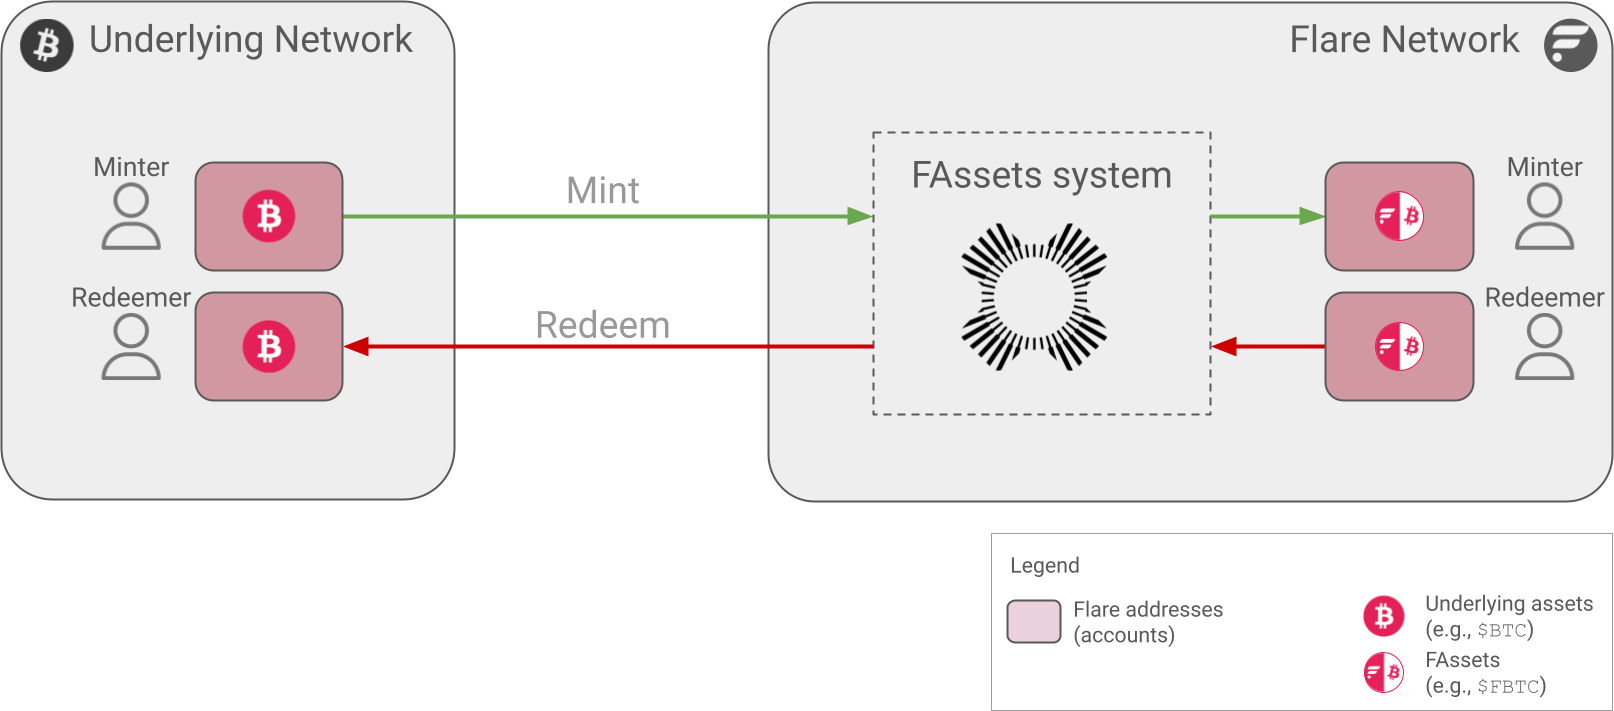 Underlying Network
Flare Network
Minter
Mint
FAssets system
Minter
Redeemer
Redeem
Redeemer
Legend
Flare addresses
(accounts)
Underlying assets
(e.g., $BTC)
FAssets
(e.g., $FBTC)